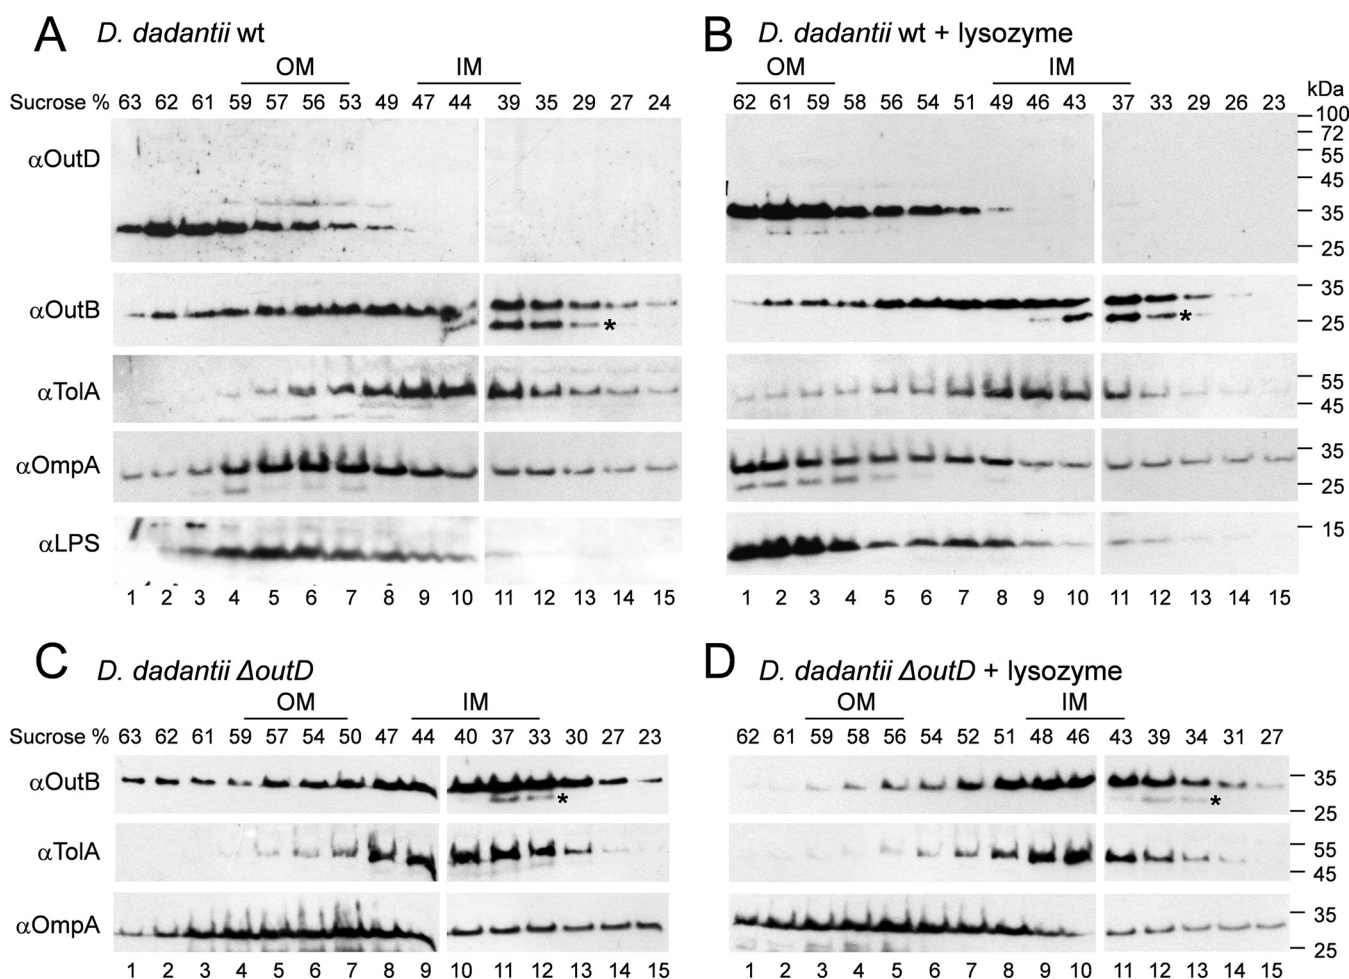 A D. dadantii wt
OM IM
Sucrose % 63 62 61 59 57 56 53 49 47 44 39 35 29 27 24
αOutD
αOutB
*
αTolA
αOmpA
αLPS
1 2 3 4 5 6 7 8 9 10 11 12 13 14 15
B D. dadantii wt + lysozyme
OM IM
62 61 59 58 56 54 51 49 46 43 37 33 29 26 23
kDa
100
72
55
45
35
25
35
25
*
55
45
35
25
15
1 2 3 4 5 6 7 8 9 10 11 12 13 14 15
C D. dadantii ΔoutD
OM IM
Sucrose % 63 62 61 59 57 54 50 47 44 40 37 33 30 27 23
αOutB
*
αTolA
αOmpA
1 2 3 4 5 6 7 8 9 10 11 12 13 14 15
D D. dadantii ΔoutD + lysozyme
OM IM
62 61 59 58 56 54 52 51 48 46 43 39 34 31 27
35
25
*
55
45
35
25
1 2 3 4 5 6 7 8 9 10 11 12 13 14 15